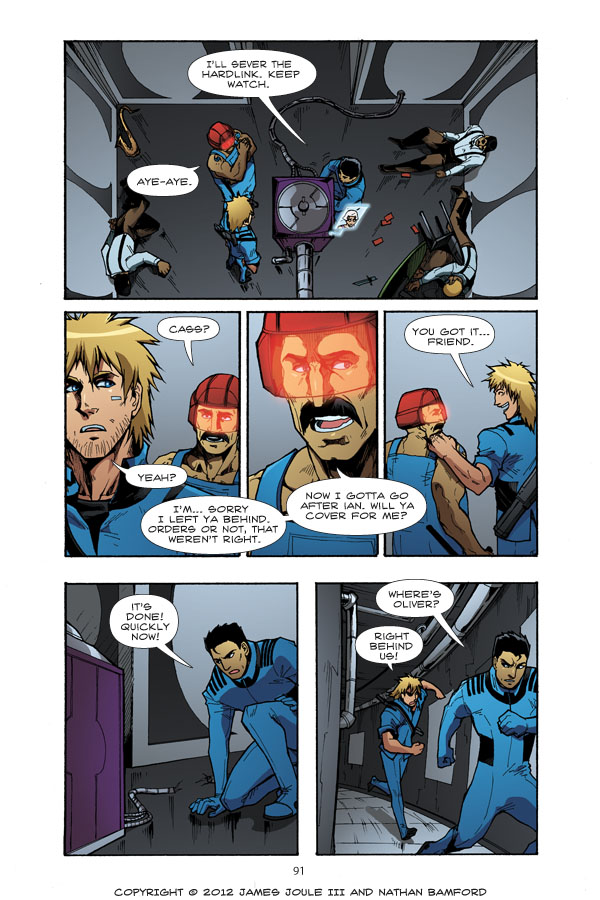 I'LL SEVER THE
HARDLINK. KEEP
WATCH.
AYE-AYE.
CASS?
YEAH?
I'M... SORRY
I LEFT YA BEHIND.
ORDERS OR NOT, THAT
WEREN'T RIGHT.
NOW I GOTTA GO
AFTER IAN. WILL YA
COVER FOR ME?
YOU GOT IT...
FRIEND.
IT'S
DONE!
QUICKLY
NOW!
WHERE'S
OLIVER?
RIGHT
BEHIND
US!
91
COPYRIGHT © 2012 JAMES JOULE III AND NATHAN BAMFORD